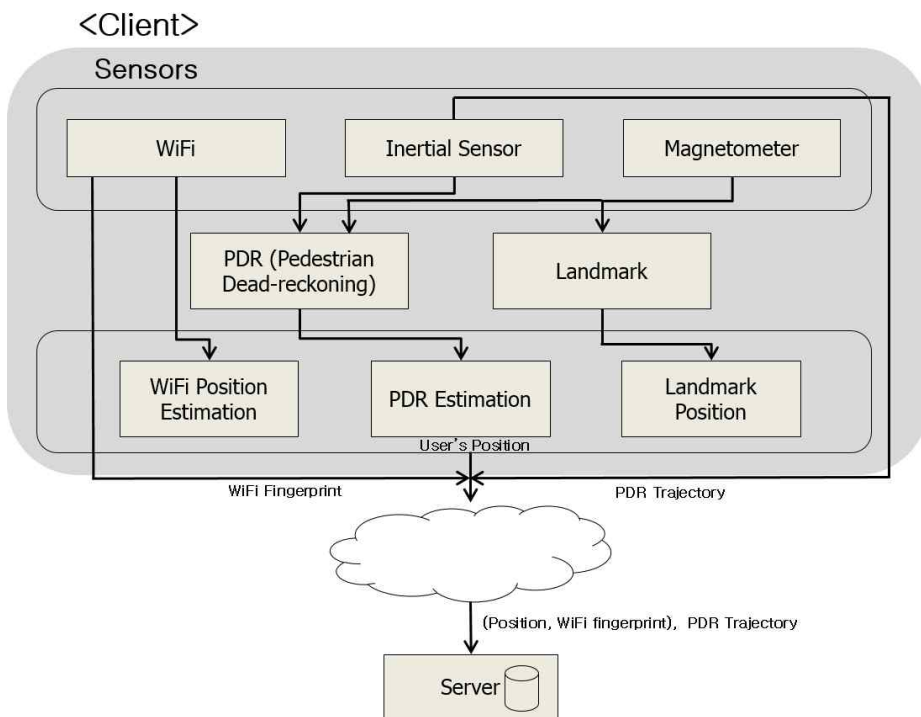 <Client>
Sensors
WiFi
Inertial Sensor
Magnetometer
PDR (Pedestrian
Dead-reckoning)
Landmark
WiFi Position
Estimation
PDR Estimation
Landmark
Position
User's Position
WiFi Fingerprint
PDR Trajectory
(Position, WiFi fingerprint), PDR Trajectory
Server